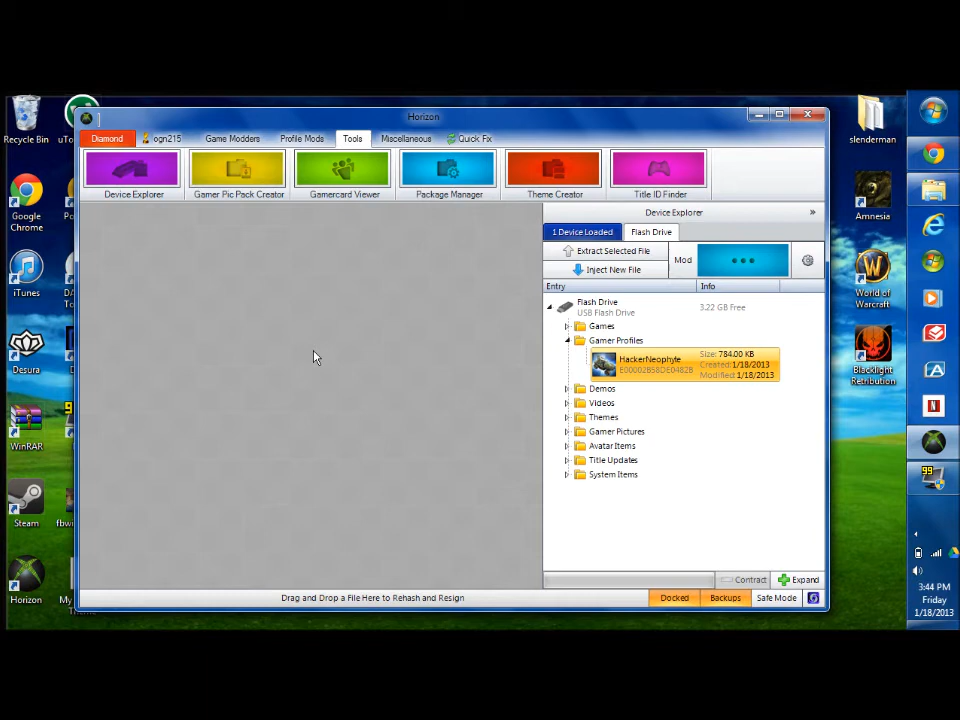 Recycle Bin
uTo
Google
Chrome
iTunes
DA
To
Desura
WinRAR
Steam
fbwi
Horizon
My
slenderman
Amnesia
World of
Warcraft
Blacklight
Retribution
Horizon
Diamond
ogn215
Game Modders
Profile Mods
Tools
Miscellaneous
Quick Fix
Device Explorer
Gamer Pic Pack Creator
Gamercard Viewer
Package Manager
Theme Creator
Title ID Finder
Device Explorer
»
1 Device Loaded
Flash Drive
Extract Selected File
Inject New File
Mod
Entry
Info
Flash Drive
USB Flash Drive
3.22 GB Free
Games
Gamer Profiles
HackerNeophyte
E00002B58DE0482B
Size: 784.00 KB
Created:1/18/2013
Modified:1/18/2013
Demos
Videos
Themes
Gamer Pictures
Avatar Items
Title Updates
System Items
Contract
Expand
Drag and Drop a File Here to Rehash and Resign
Docked
Backups
Safe Mode
99
3:44 PM
Friday
1/18/2013